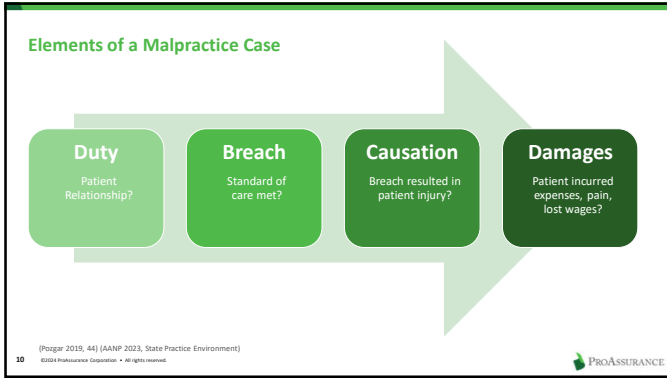 Elements of a Malpractice Case
Duty
Patient
Relationship?
Breach
Standard of
care met?
Causation
Breach resulted in
patient injury?
Damages
Patient incurred
expenses, pain,
lost wages?
(Pozgar 2019, 44) (AANP 2023, State Practice Environment)
10 ©2024 ProAssurance Corporation • All rights reserved.
PROASSURANCE